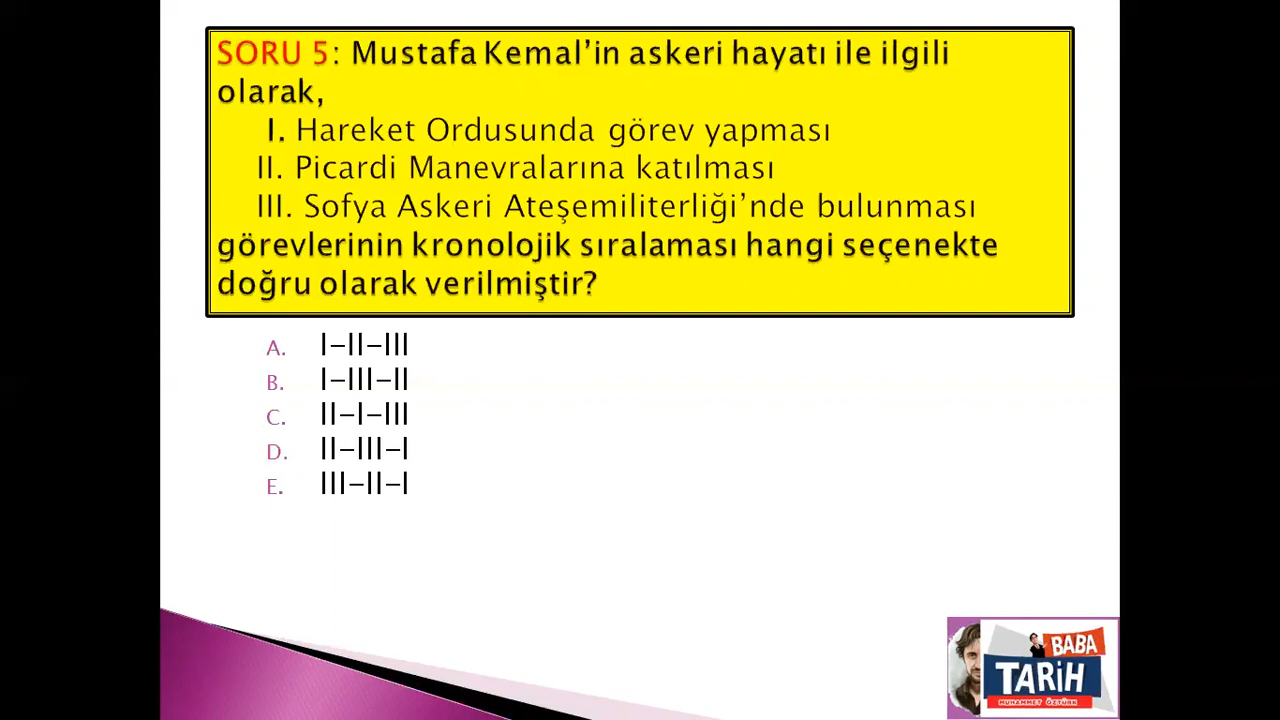 SORU 5: Mustafa Kemal’in askeri hayatı ile ilgili
olarak,
I. Hareket Ordusunda görev yapması
II. Picardi Manevralarına katılması
III. Sofya Askeri Ateşemiliterliği’nde bulunması
görevlerinin kronolojik sıralaması hangi seçenekte
doğru olarak verilmiştir?
A. I-II-III
B. I-III-II
C. II-I-III
D. II-III-I
E. III-II-I
BABA
TARİH
MUHAMMET ÖZTÜRK